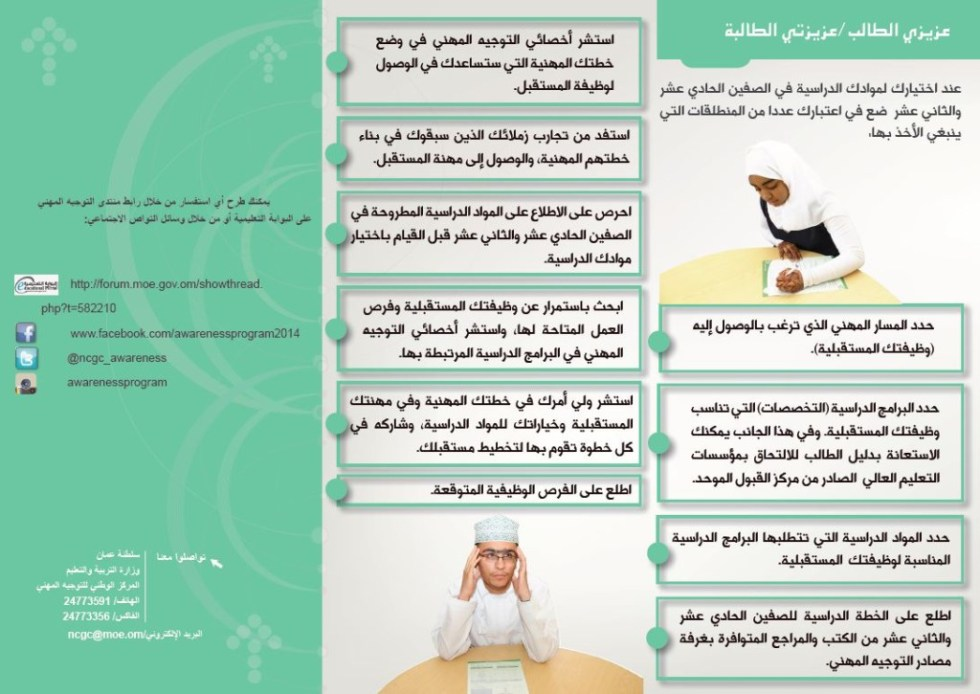 عزيزي الطالب/عزيزتي الطالبة
عند اختيارك لموادك الدراسية في الصفين الحادي عشر
والثاني عشر ضع في اعتبارك عددا من المنطلقات التي
ينبغي الأخذ بها:
حدد المسار المهني الذي ترغب بالوصول إليه
(وظيفتك المستقبلية).
حدد البرامج الدراسية (التخصصات) التي تناسب
وظيفتك المستقبلية. وفي هذا الجانب يمكنك
الاستعانة بدليل الطالب للالتحاق بمؤسسات
التعليم العالي الصادر من مركز القبول الموحد.
حدد المواد الدراسية التي تتطلبها البرامج الدراسية
المناسبة لوظيفتك المستقبلية.
اطلع على الخطة الدراسية للصفين الحادي عشر
والثاني عشر من الكتب والمراجع المتوافرة بغرفة
مصادر التوجيه المهني.
استشر أخصائي التوجيه المهني في وضع
خطتك المهنية التي ستساعدك في الوصول
لوظيفة المستقبل.
استفد من تجارب زملائك الذين سبقوك في بناء
خطتهم المهنية، والوصول إلى مهنة المستقبل.
احرص على الاطلاع على المواد الدراسية المطروحة في
الصفين الحادي عشر والثاني عشر قبل القيام باختيار
موادك الدراسية.
ابحث باستمرار عن وظيفتك المستقبلية وفرص
العمل المتاحة لها، واستشر أخصائي التوجيه
المهني في البرامج الدراسية المرتبطة بها.
استشر ولي أمرك في خطتك المهنية وفي مهنتك
المستقبلية وخياراتك للمواد الدراسية، وشاركه في
كل خطوة تقوم بها لتخطيط مستقبلك.
اطلع على الفرص الوظيفية المتوقعة.
يمكنك طرح أي استفسار من خلال رابط منتدى التوجيه المهني
على البوابة التعليمية أو من خلال وسائل التواص الاجتماعي:
http://forum.moe.gov.om/showthread.
php?t=582210
www.facebook.com/awarenessprogram2014
@ncgc_awareness
awarenessprogram
تواصلوا معنا
سلطنة عمان
وزارة التربية والتعليم
المركز الوطني للتوجيه المهني
الهاتف/ 24773591
الفاكس/ 24773356
البريد الإلكتروني/ncgc@moe.om